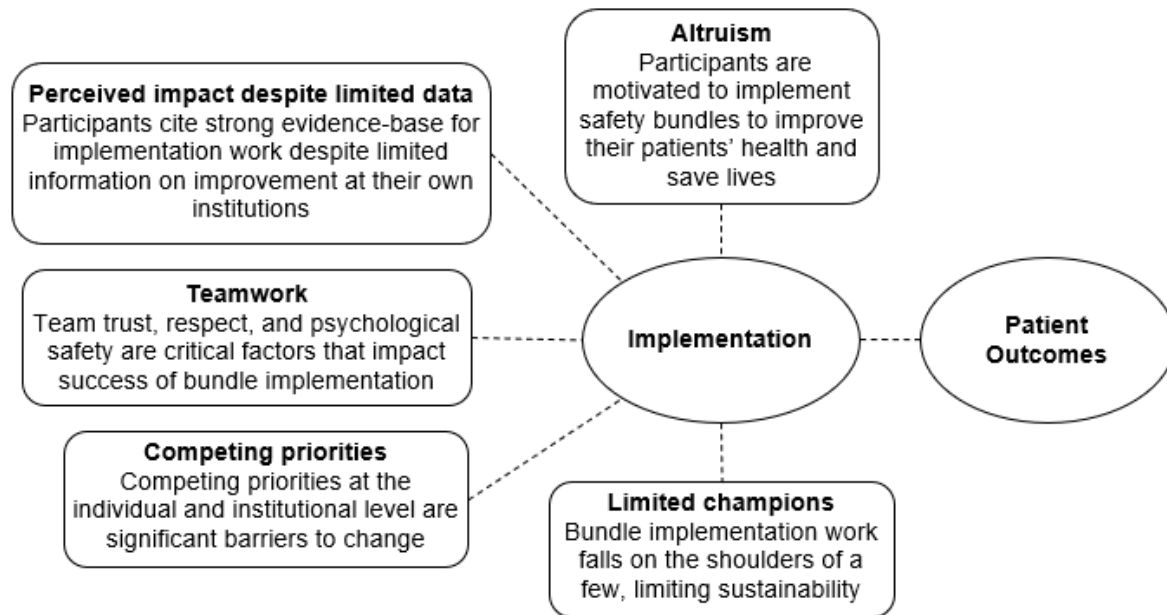 Altruism
Participants are
motivated to implement
safety bundles to improve
their patients’ health and
save lives
Perceived impact despite limited data
Participants cite strong evidence-base for
implementation work despite limited
information on improvement at their own
institutions
Teamwork
Team trust, respect, and psychological
safety are critical factors that impact
success of bundle implementation
Implementation
Patient
Outcomes
Competing priorities
Competing priorities at the
individual and institutional level are
significant barriers to change
Limited champions
Bundle implementation work
falls on the shoulders of a
few, limiting sustainability